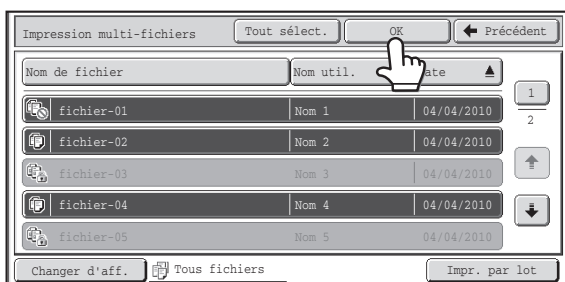 Impression multi-fichiers Tout sélect. OK Précédent
Nom de fichier Nom util. ate
fichier-01 Nom 1 04/04/2010 1
fichier-02 Nom 2 04/04/2010 2
fichier-03 Nom 3 04/04/2010
fichier-04 Nom 4 04/04/2010
fichier-05 Nom 5 04/04/2010
Changer d'aff. Tous fichiers Impr. par lot